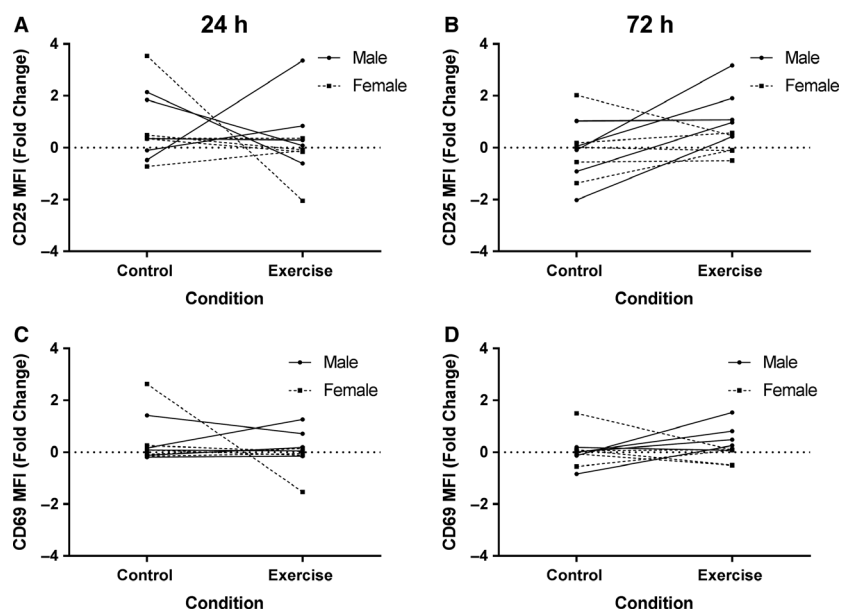 A
24 h
CD25 MFI (Fold Change)
4
2
0
−2
−4
Male
Female
Control
Exercise
Condition
B
72 h
CD25 MFI (Fold Change)
4
2
0
−2
−4
Male
Female
Control
Exercise
Condition
C
CD69 MFI (Fold Change)
4
2
0
−2
−4
Male
Female
Control
Exercise
Condition
D
CD69 MFI (Fold Change)
4
2
0
−2
−4
Male
Female
Control
Exercise
Condition